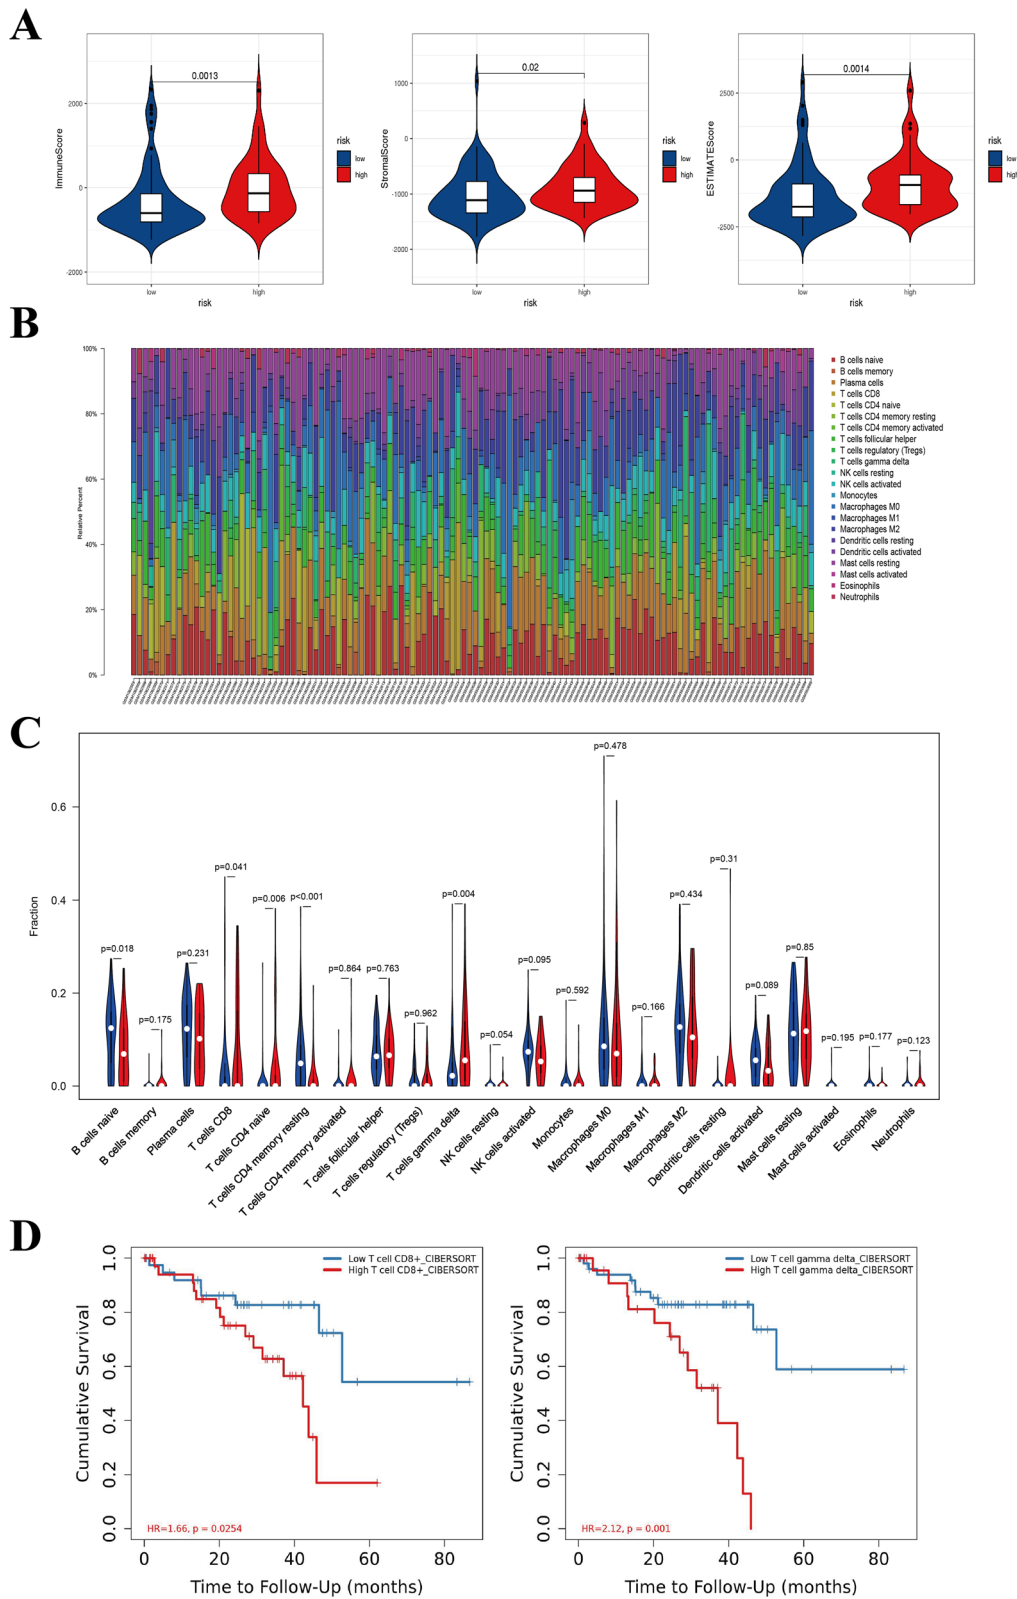 A
0.0013
0.02
0.0014
ImmuneScore
2000
0
-2000
low
high
risk
risk
low
high
StromalScore
1000
0
-1000
-2000
low
high
risk
risk
low
high
ESTIMATEScore
2500
0
-2500
low
high
risk
risk
low
high
B
Relative Percent
100%
80%
60%
40%
20%
0%
B cells naive
B cells memory
Plasma cells
T cells CD8
T cells CD4 naive
T cells CD4 memory resting
T cells CD4 memory activated
T cells follicular helper
T cells regulatory (Tregs)
T cells gamma delta
NK cells resting
NK cells activated
Monocytes
Macrophages M0
Macrophages M1
Macrophages M2
Dendritic cells resting
Dendritic cells activated
Mast cells resting
Mast cells activated
Eosinophils
Neutrophils
C
Fraction
0.6
0.4
0.2
0.0
p=0.018
p=0.175
p=0.231
p=0.041
p=0.006
p<0.001
p=0.864
p=0.763
p=0.962
p=0.004
p=0.054
p=0.095
p=0.592
p=0.478
p=0.166
p=0.434
p=0.31
p=0.089
p=0.85
p=0.195
p=0.177
p=0.123
B cells naive
B cells memory
Plasma cells
T cells CD8
T cells CD4 naive
T cells CD4 memory resting
T cells CD4 memory activated
T cells follicular helper
T cells regulatory (Tregs)
T cells gamma delta
NK cells resting
NK cells activated
Monocytes
Macrophages M0
Macrophages M1
Macrophages M2
Dendritic cells resting
Dendritic cells activated
Mast cells resting
Mast cells activated
Eosinophils
Neutrophils
D
Cumulative Survival
1.0
0.8
0.6
0.4
0.2
0.0
Low T cell CD8+_CIBERSORT
High T cell CD8+_CIBERSORT
HR=1.66, p = 0.0254
0 20 40 60 80
Time to Follow-Up (months)
Cumulative Survival
1.0
0.8
0.6
0.4
0.2
0.0
Low T cell gamma delta_CIBERSORT
High T cell gamma delta_CIBERSORT
HR=2.12, p = 0.001
0 20 40 60 80
Time to Follow-Up (months)